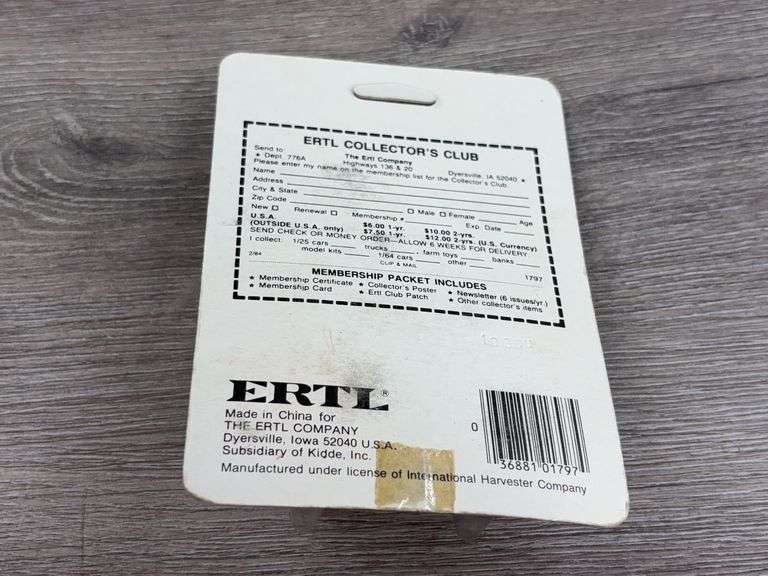 ERTL COLLECTOR'S CLUB
Send to: The Ertl Company
★ Dept. 776A Highways 136 & 20 Dyersville, IA 52040 ★
Please enter my name on the membership list for the Collector's Club.
Name
Address
City & State
Zip Code □ Male □ Female Age
New □ Renewal □ Membership # Exp. Date
U.S.A. $6.00 1-yr. $10.00 2-yrs.
(OUTSIDE U.S.A. only) $7.50 1-yr. $12.00 2-yrs. (U.S. Currency)
SEND CHECK OR MONEY ORDER—ALLOW 6 WEEKS FOR DELIVERY
I collect: 1/25 cars trucks farm toys banks
model kits 1/64 cars other
2/84 CLIP & MAIL 1797
MEMBERSHIP PACKET INCLUDES
★ Membership Certificate ★ Collector's Poster ★ Newsletter (6 issues/yr.)
★ Membership Card ★ Ertl Club Patch ★ Other collector's items
ERTL®
Made in China for
THE ERTL COMPANY
Dyersville, Iowa 52040 U.S.A.
Subsidiary of Kidde, Inc.
Manufactured under license of International Harvester Company
0 36881 01797